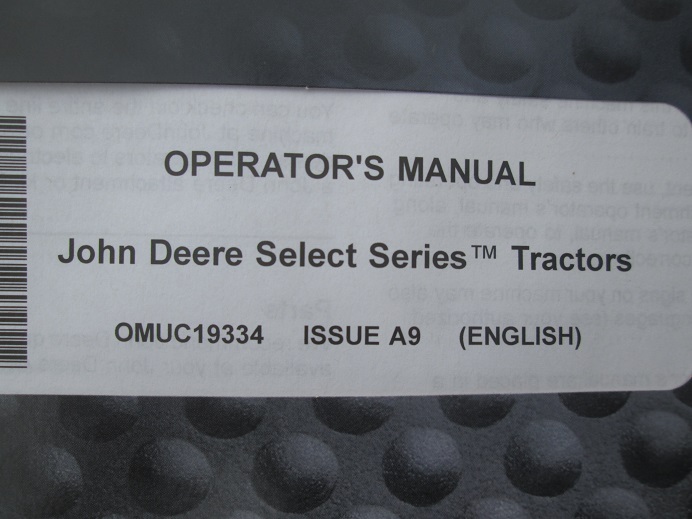 OPERATOR'S MANUAL
John Deere Select Series™ Tractors
OMUC19334 ISSUE A9 (ENGLISH)